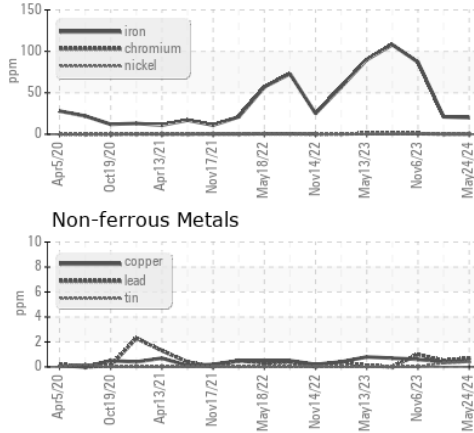 150
iron
chromium
nickel
100
ppm
50
0
Apr5/20
Oct19/20
Apr13/21
Nov17/21
May18/22
Nov14/22
May13/23
Nov6/23
May24/24
Non-ferrous Metals
10
copper
8
lead
tin
6
ppm
4
2
0
Apr5/20
Oct19/20
Apr13/21
Nov17/21
May18/22
Nov14/22
May13/23
Nov6/23
May24/24